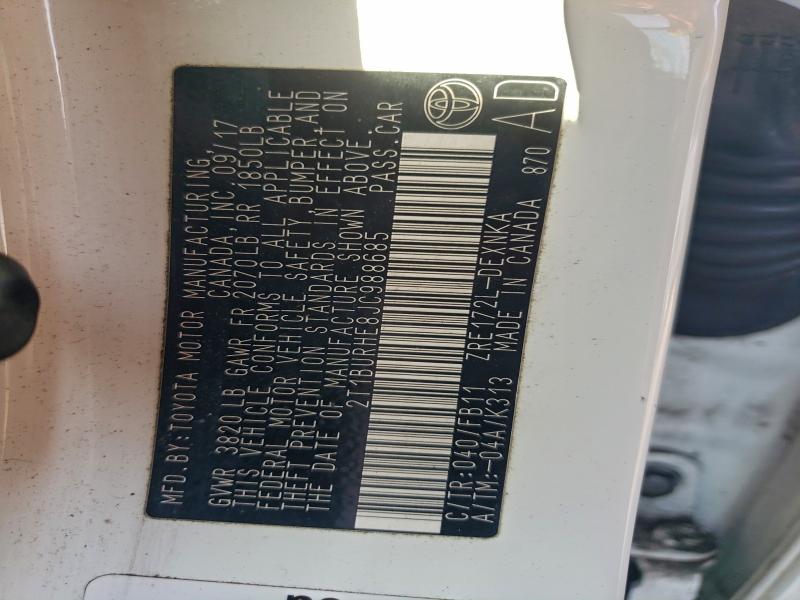 MFD.BY:TOYOTA MOTOR MANUFACTURING,
CANADA, INC. 09/17
GVWR 3820LB GAWR FR 2070LB RR 1850LB
THIS VEHICLE CONFORMS TO ALL APPLICABLE
FEDERAL MOTOR VEHICLE SAFETY, BUMPER, AND
THEFT PREVENTION STANDARDS IN EFFECT ON
THE DATE OF MANUFACTURE SHOWN ABOVE.
2T1BURHE8JC988685 PASS.CAR
C/TR:040/FB11 ZRE172L-DEXNKA
A/TM:-04A/K313 MADE IN CANADA 870 AD